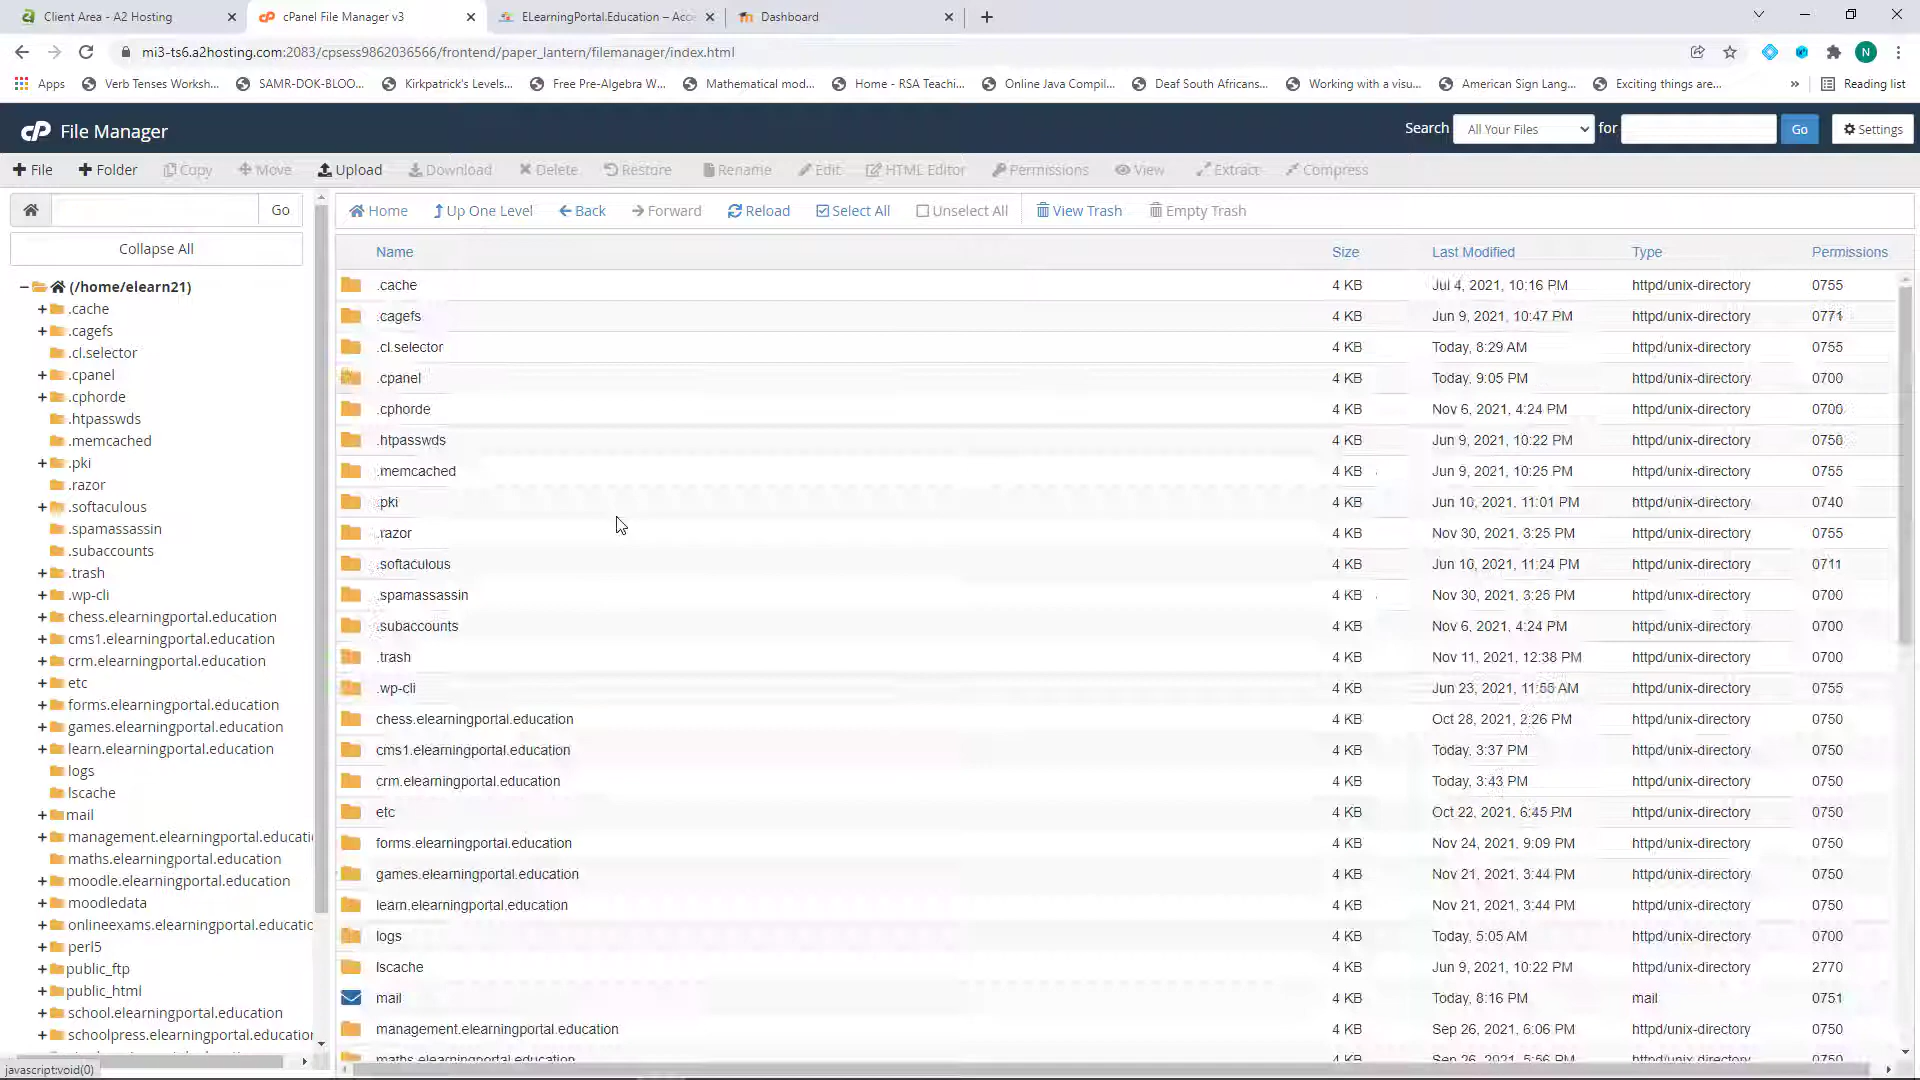 Client Area - A2 Hosting
cPanel File Manager v3
ELearningPortal.Education – Acce
Dashboard
mi3-ts6.a2hosting.com:2083/cpsess9862036566/frontend/paper_lantern/filemanager/index.html
N
Apps
Verb Tenses Worksh...
SAMR-DOK-BLOO...
Kirkpatrick's Levels...
Free Pre-Algebra W...
Mathematical mod...
Home - RSA Teachi...
Online Java Compil...
Deaf South Africans...
Working with a visu...
American Sign Lang...
Exciting things are...
»
Reading list
cP File Manager
Search All Your Files for Go Settings
File
Folder
Copy
Move
Upload
Download
Delete
Restore
Rename
Edit
HTML Editor
Permissions
View
Extract
Compress
Go
Home
Up One Level
Back
Forward
Reload
Select All
Unselect All
View Trash
Empty Trash
Collapse All
(/home/elearn21)
.cache
.cagefs
.cl.selector
.cpanel
.cphorde
.htpasswds
.memcached
.pki
.razor
.softaculous
.spamassassin
.subaccounts
.trash
.wp-cli
chess.elearningportal.education
cms1.elearningportal.education
crm.elearningportal.education
etc
forms.elearningportal.education
games.elearningportal.education
learn.elearningportal.education
logs
lscache
mail
management.elearningportal.educati
maths.elearningportal.education
moodle.elearningportal.education
moodledata
onlineexams.elearningportal.educatic
perl5
public_ftp
public_html
school.elearningportal.education
schoolpress.elearningportal.educatior
javascript:void(0)
Name Size Last Modified Type Permissions
.cache 4 KB Jul 4, 2021, 10:16 PM httpd/unix-directory 0755
.cagefs 4 KB Jun 9, 2021, 10:47 PM httpd/unix-directory 0771
.cl.selector 4 KB Today, 8:29 AM httpd/unix-directory 0755
.cpanel 4 KB Today, 9:05 PM httpd/unix-directory 0700
.cphorde 4 KB Nov 6, 2021, 4:24 PM httpd/unix-directory 0700
.htpasswds 4 KB Jun 9, 2021, 10:22 PM httpd/unix-directory 0750
.memcached 4 KB Jun 9, 2021, 10:25 PM httpd/unix-directory 0755
.pki 4 KB Jun 10, 2021, 11:01 PM httpd/unix-directory 0740
.razor 4 KB Nov 30, 2021, 3:25 PM httpd/unix-directory 0755
.softaculous 4 KB Jun 10, 2021, 11:24 PM httpd/unix-directory 0711
.spamassassin 4 KB Nov 30, 2021, 3:25 PM httpd/unix-directory 0700
.subaccounts 4 KB Nov 6, 2021, 4:24 PM httpd/unix-directory 0700
.trash 4 KB Nov 11, 2021, 12:38 PM httpd/unix-directory 0700
.wp-cli 4 KB Jun 23, 2021, 11:56 AM httpd/unix-directory 0755
chess.elearningportal.education 4 KB Oct 28, 2021, 2:26 PM httpd/unix-directory 0750
cms1.elearningportal.education 4 KB Today, 3:37 PM httpd/unix-directory 0750
crm.elearningportal.education 4 KB Today, 3:43 PM httpd/unix-directory 0750
etc 4 KB Oct 22, 2021, 6:45 PM httpd/unix-directory 0750
forms.elearningportal.education 4 KB Nov 24, 2021, 9:09 PM httpd/unix-directory 0750
games.elearningportal.education 4 KB Nov 21, 2021, 3:44 PM httpd/unix-directory 0750
learn.elearningportal.education 4 KB Nov 21, 2021, 3:44 PM httpd/unix-directory 0750
logs 4 KB Today, 5:05 AM httpd/unix-directory 0700
lscache 4 KB Jun 9, 2021, 10:22 PM httpd/unix-directory 2770
mail 4 KB Today, 8:16 PM mail 0751
management.elearningportal.education 4 KB Sep 26, 2021, 6:06 PM httpd/unix-directory 0750
maths.elearningportal.education 4 KB Sep 26, 2021, 5:56 PM httpd/unix-directory 0750